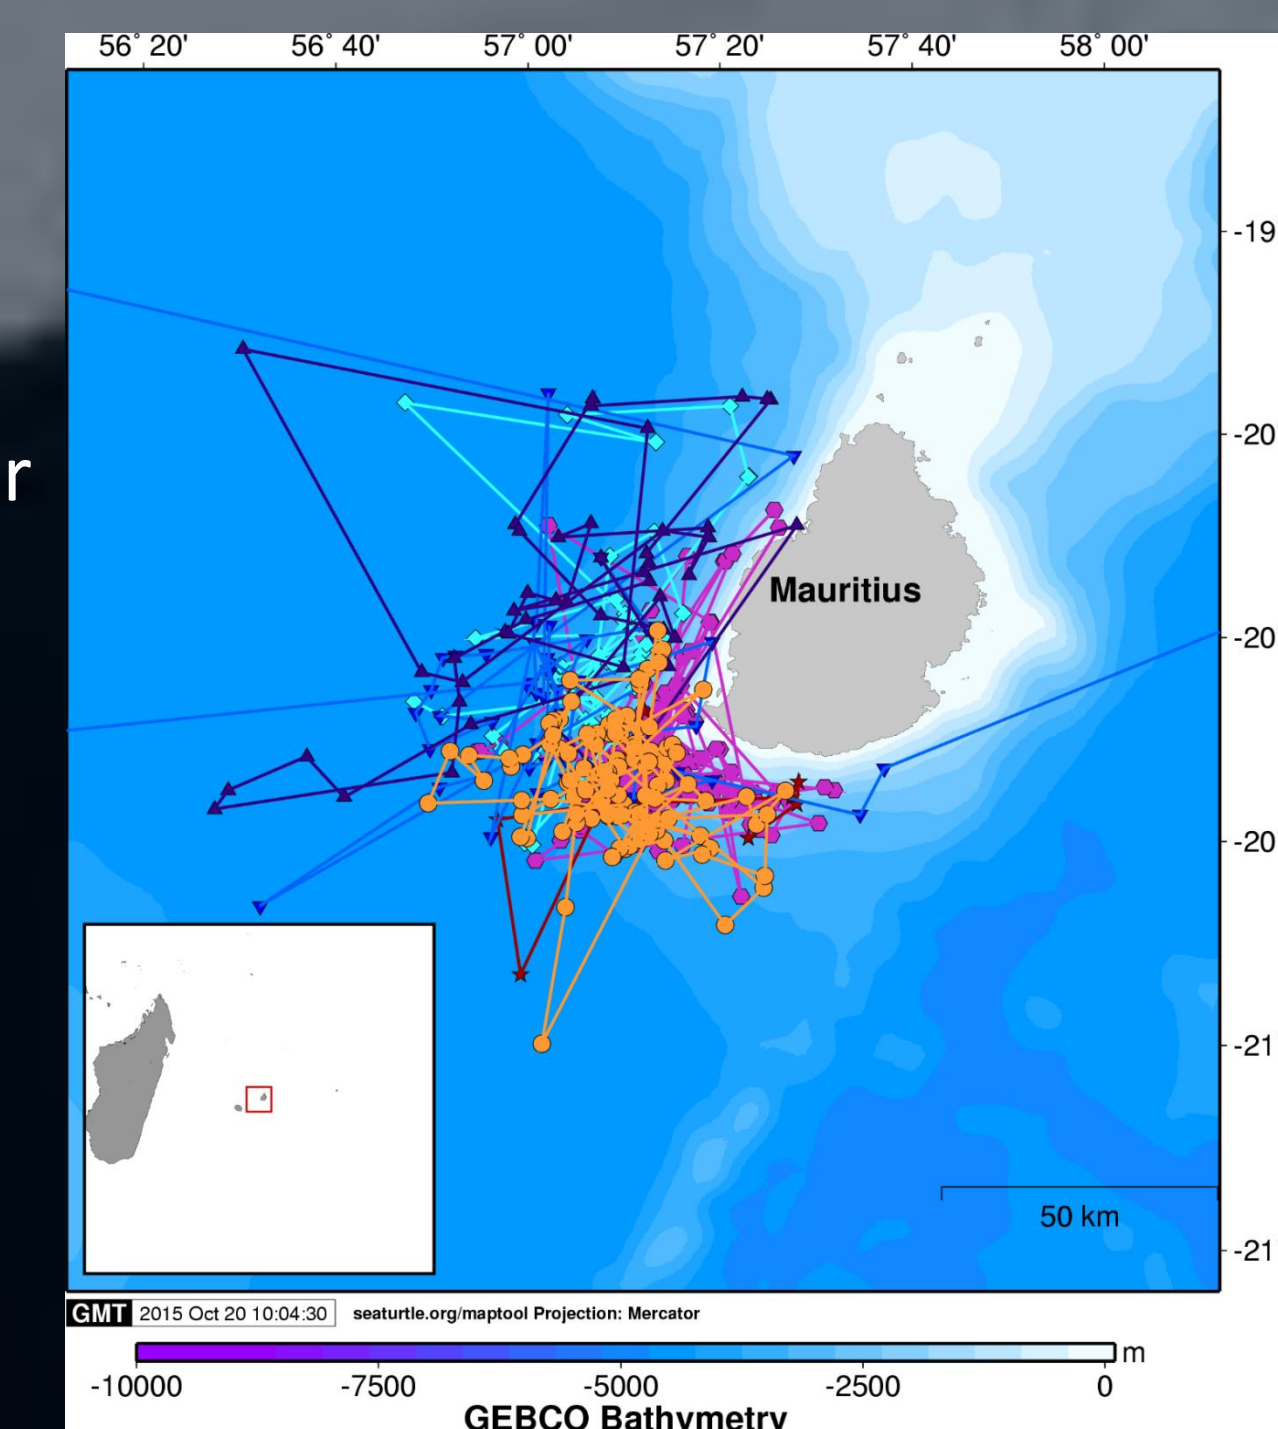 56° 20' 56° 40' 57° 00' 57° 20' 57° 40' 58° 00'
-19
r
-20
Mauritius
-20
-20
-21
50 km
-21
GMT 2015 Oct 20 10:04:30 seaturtle.org/maptool Projection: Mercator
m
-10000 -7500 -5000 -2500 0
GEBCO Bathymetry